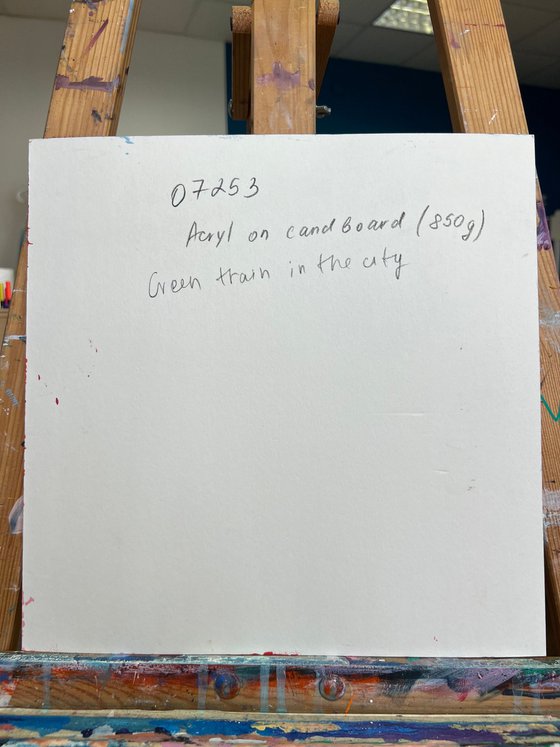 07253
Acryl on candboard (850g)
Green train in the city